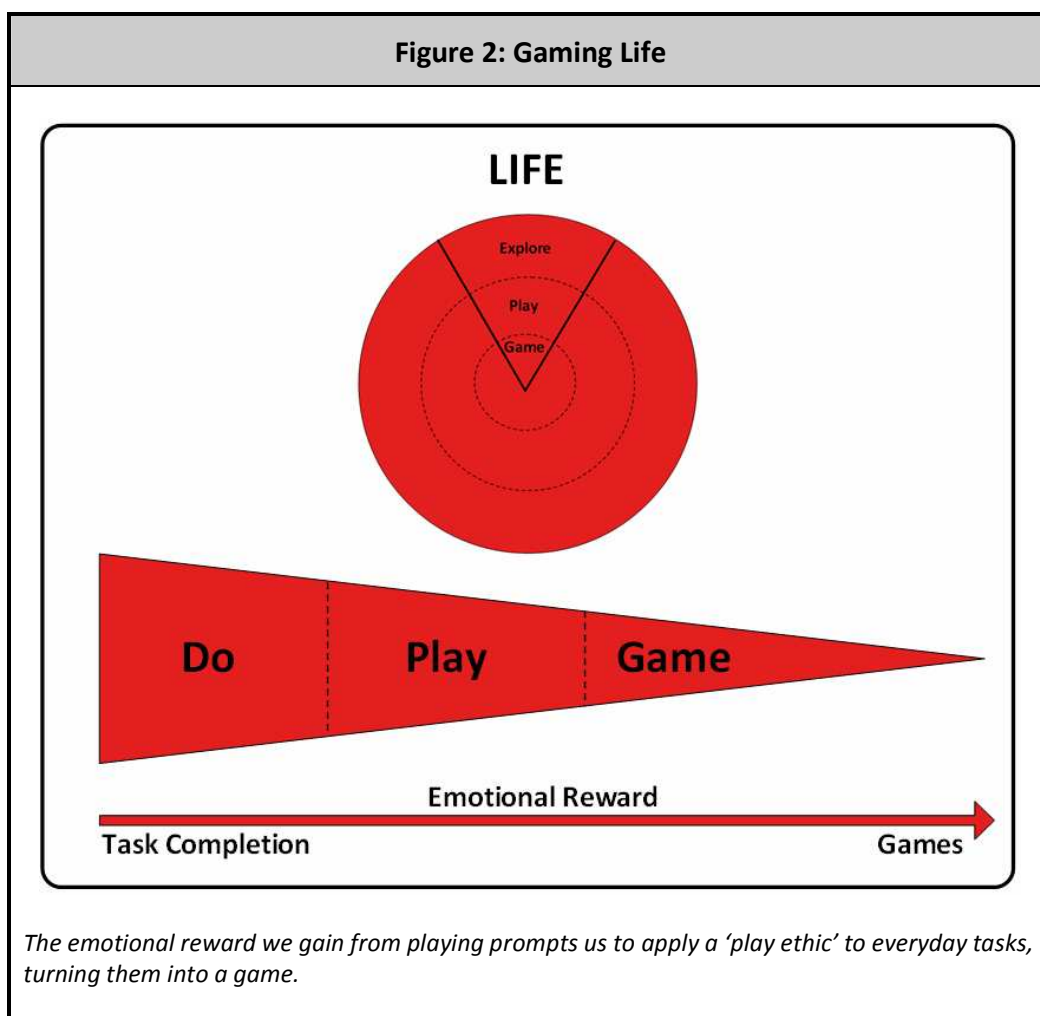 Figure 2: Gaming Life
LIFE
Explore
Play
Game
Do Play Game
Emotional Reward
Task Completion Games
The emotional reward we gain from playing prompts us to apply a ‘play ethic’ to everyday tasks,
turning them into a game.